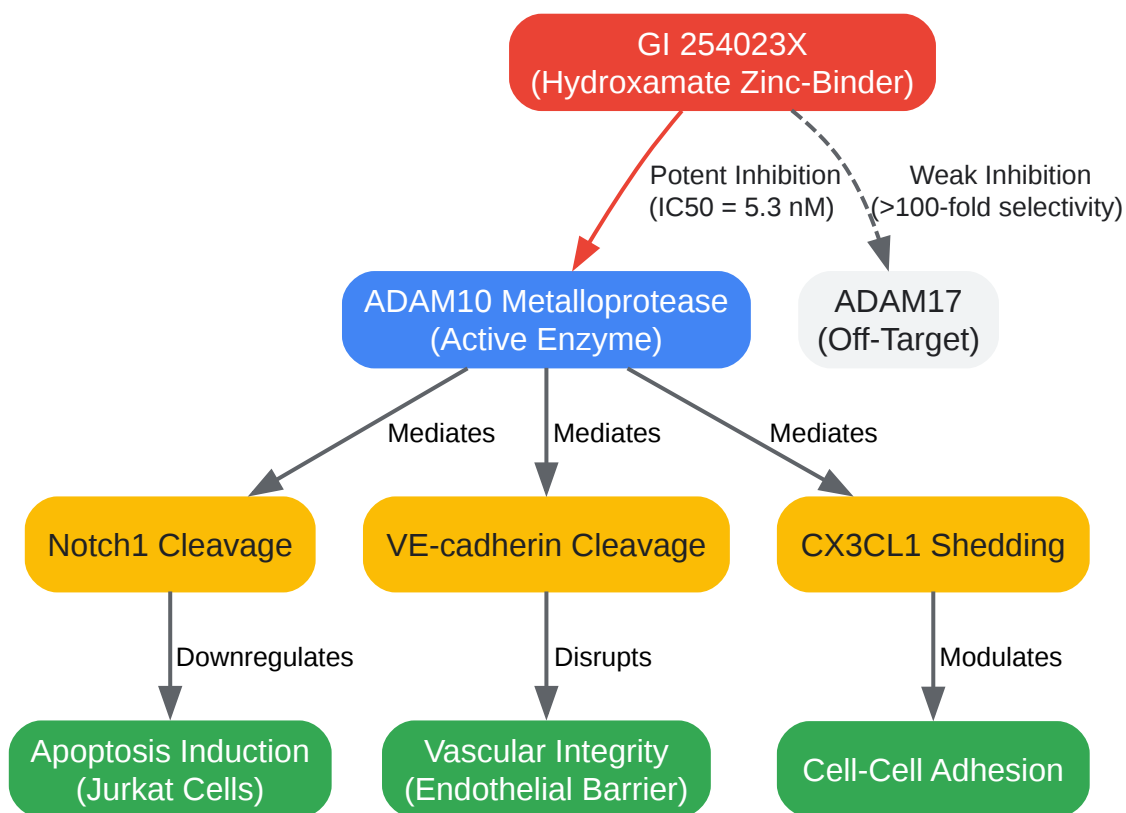 GI 254023X
(Hydroxamate Zinc-Binder)
Potent Inhibition
(IC50 = 5.3 nM)
Weak Inhibition
(>100-fold selectivity)
ADAM10 Metalloprotease
(Active Enzyme)
ADAM17
(Off-Target)
Mediates
Mediates
Mediates
Notch1 Cleavage
VE-cadherin Cleavage
CX3CL1 Shedding
Downregulates
Disrupts
Modulates
Apoptosis Induction
(Jurkat Cells)
Vascular Integrity
(Endothelial Barrier)
Cell-Cell Adhesion